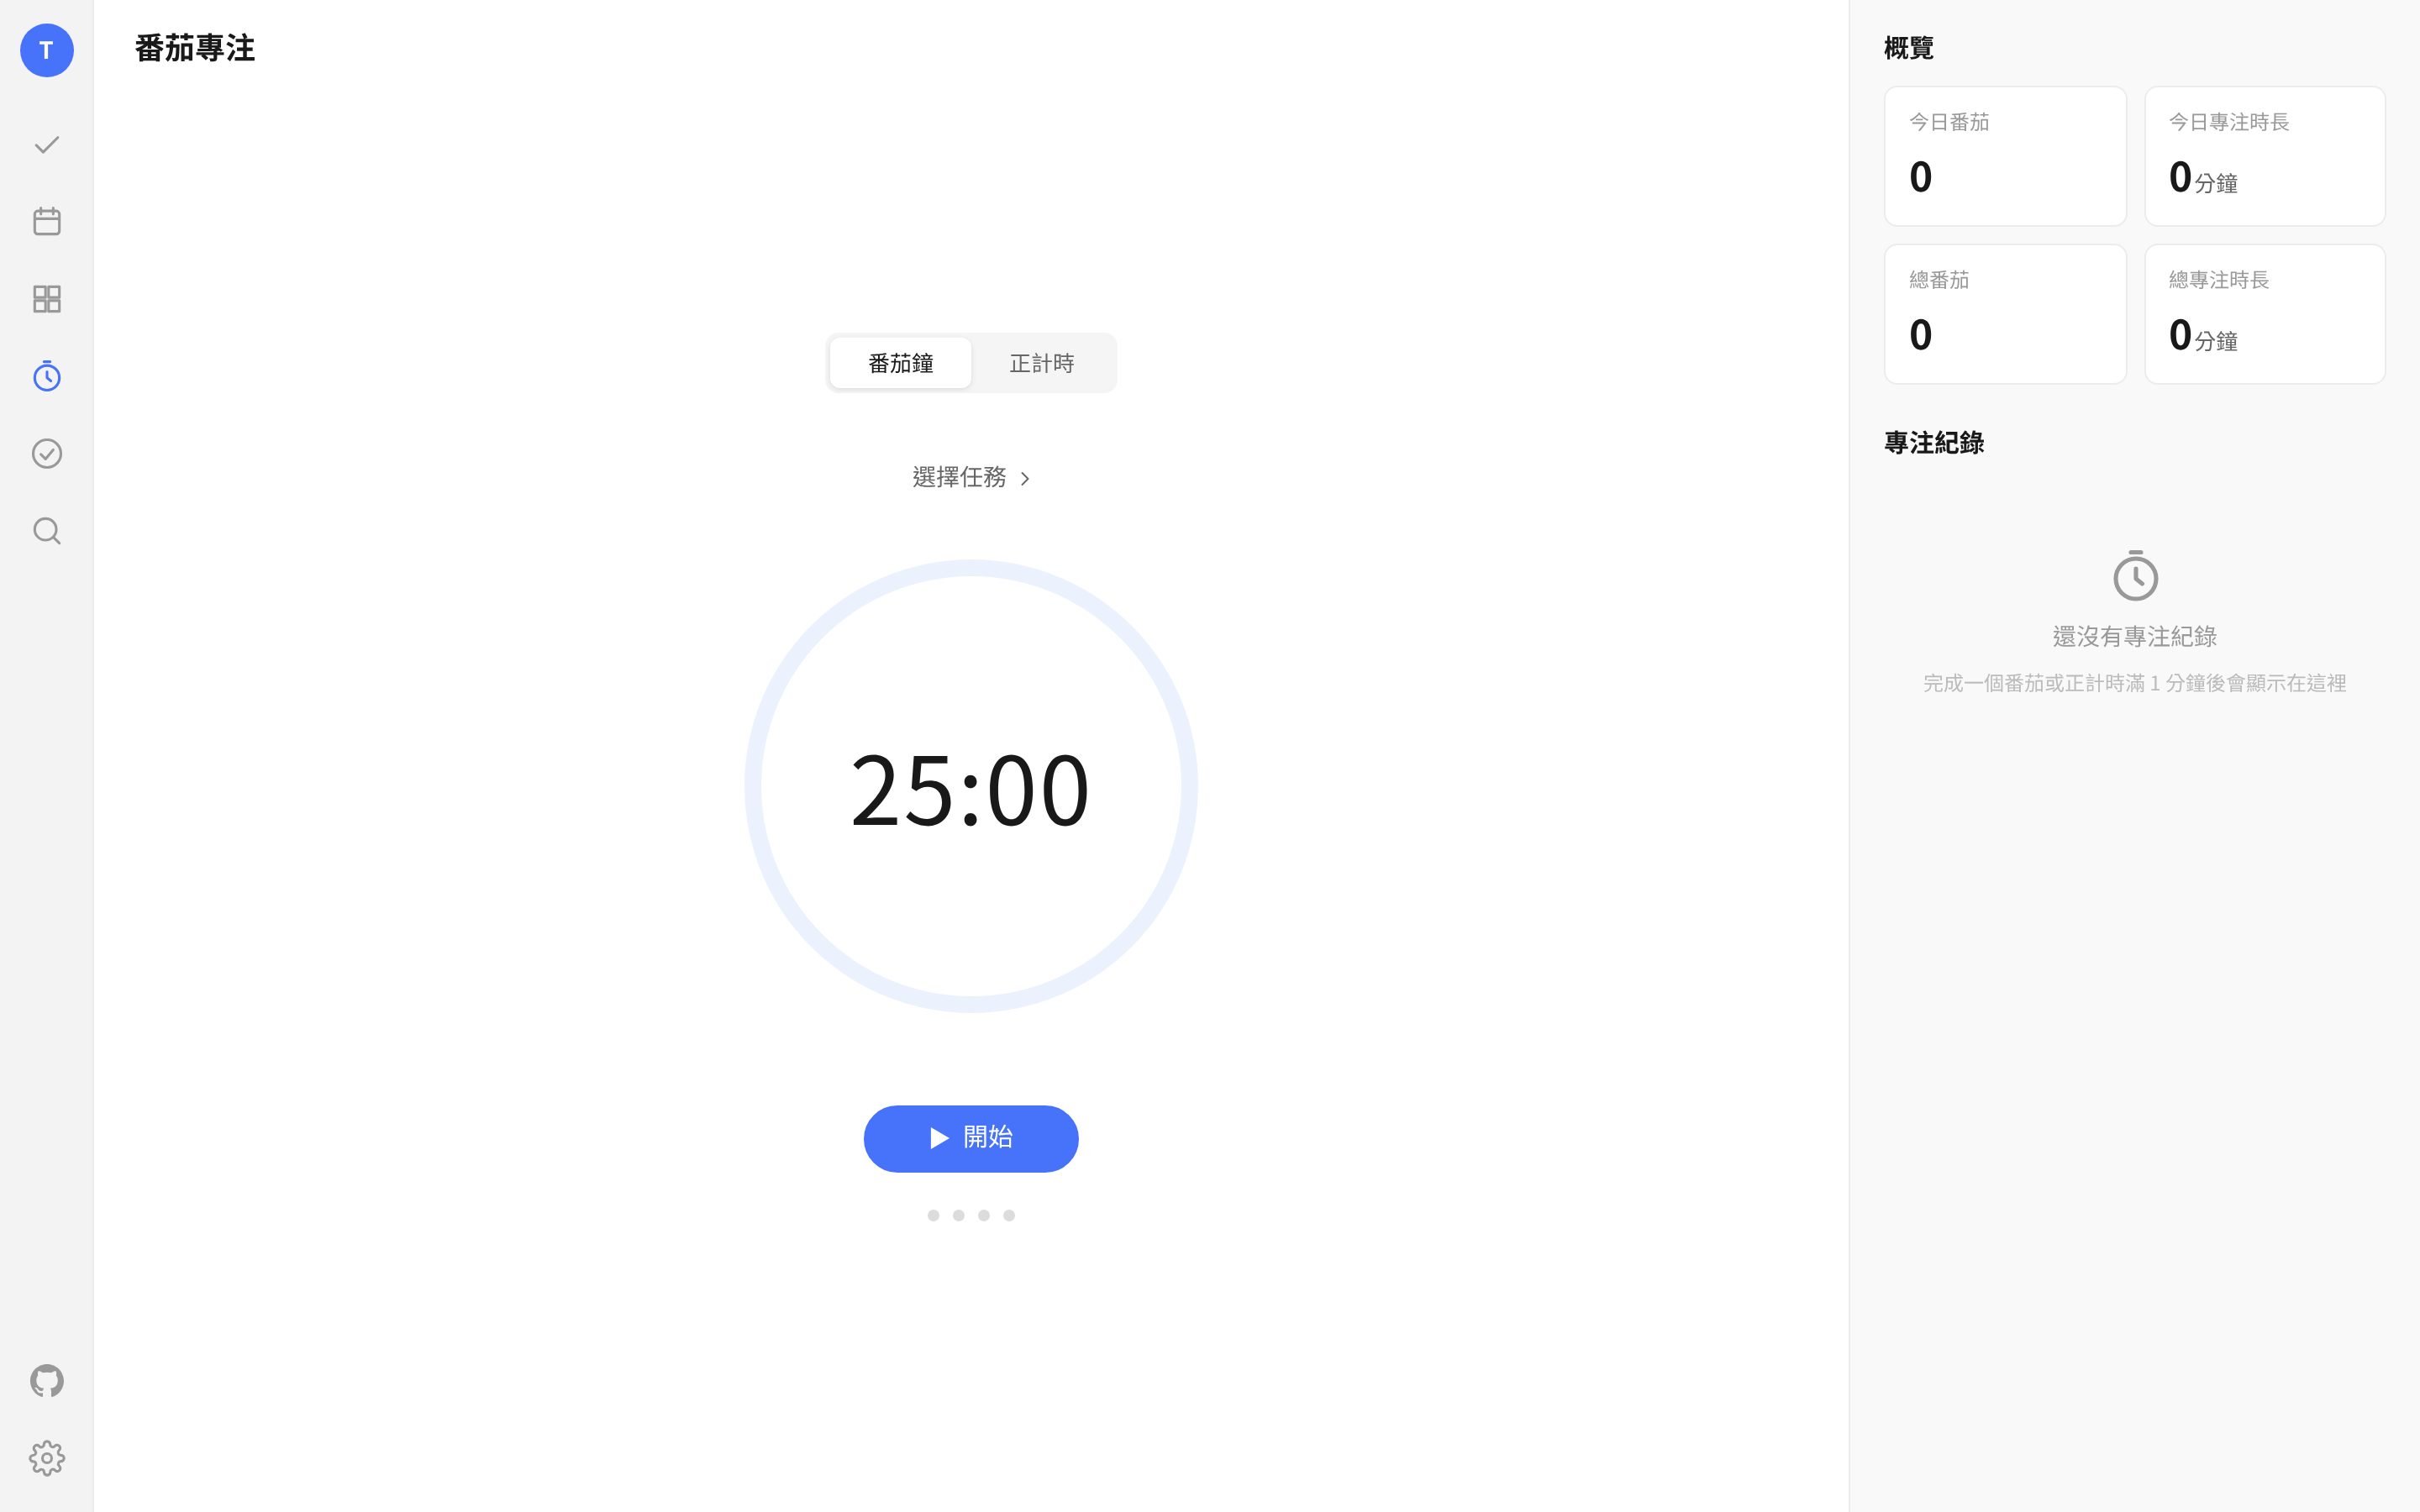 T
番茄專注
番茄鐘
正計時
選擇任務
25:00
開始
概覽
今日番茄
0
今日專注時長
0分鐘
總番茄
0
總專注時長
0分鐘
專注紀錄
還沒有專注紀錄
完成一個番茄或正計時滿 1 分鐘後會顯示在這裡